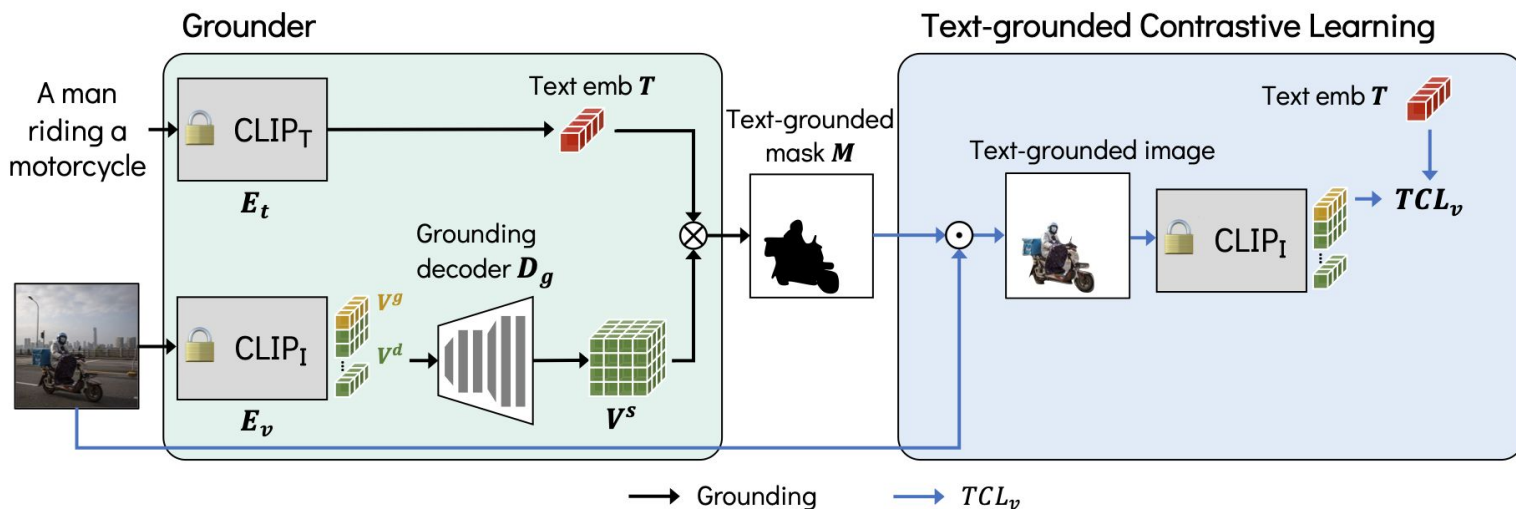 Grounder
Text-grounded Contrastive Learning
A man
riding a
motorcycle
CLIP_T
E_t
Text emb T
Text-grounded
mask M
Grounding
decoder D_g
CLIP_I
E_v
V^g
V^d
V^s
Text-grounded image
CLIP_I
Text emb T
TCL_v
Grounding
TCL_v